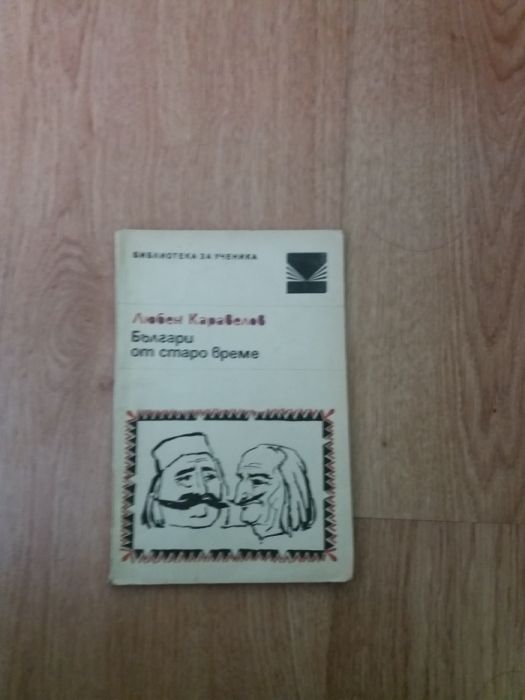 БИБЛИОТЕКА ЗА УЧЕНИКА
Любен Каравелов
Българи
от старо време